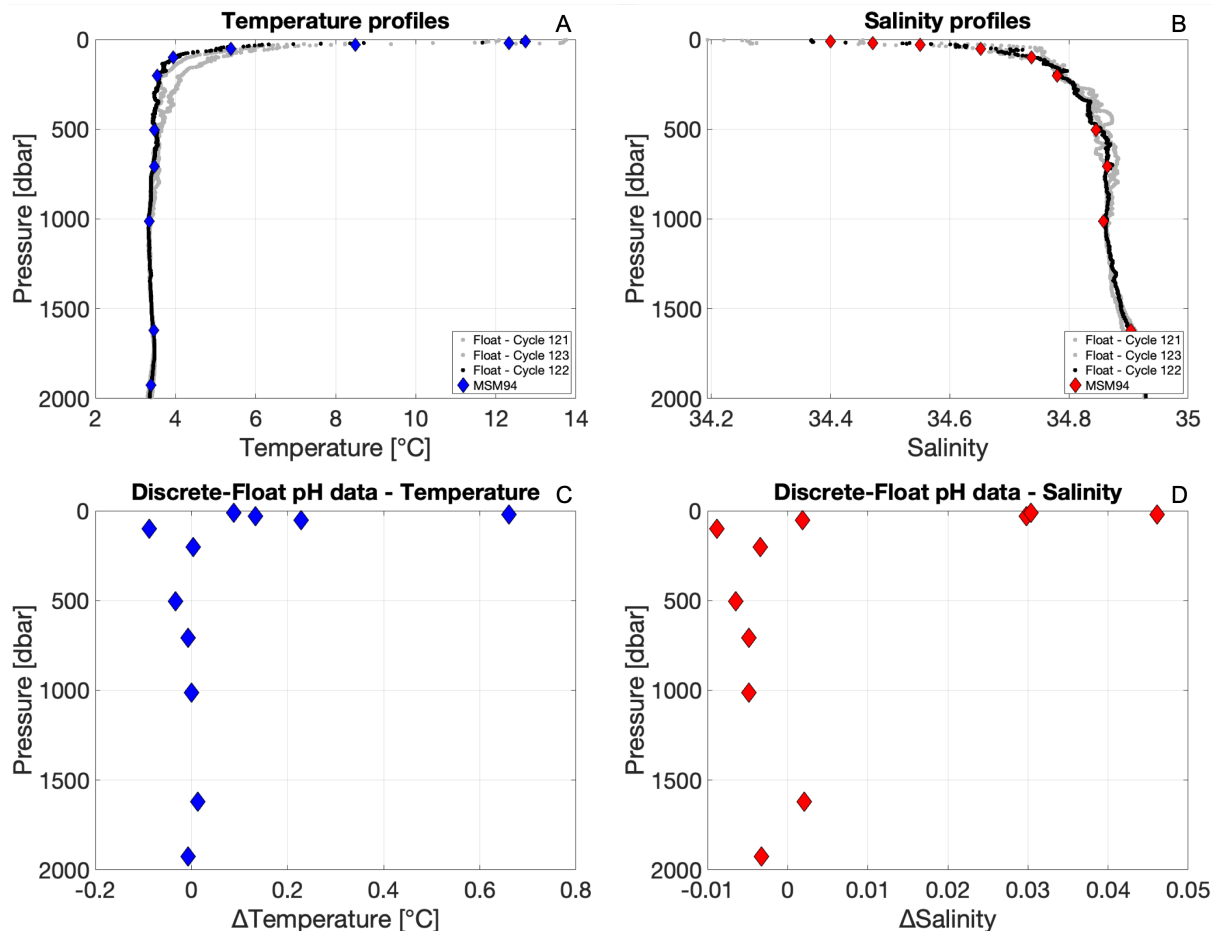 Temperature profiles
A
0
500
1000
1500
2000
Pressure [dbar]
2
4
6
8
10
12
14
Temperature [°C]
Float - Cycle 121
Float - Cycle 123
Float - Cycle 122
MSM94
Salinity profiles
B
0
500
1000
1500
2000
Pressure [dbar]
34.2
34.4
34.6
34.8
35
Salinity
Float - Cycle 121
Float - Cycle 123
Float - Cycle 122
MSM94
Discrete-Float pH data - Temperature
C
0
500
1000
1500
2000
Pressure [dbar]
-0.2
0
0.2
0.4
0.6
0.8
ΔTemperature [°C]
Discrete-Float pH data - Salinity
D
0
500
1000
1500
2000
Pressure [dbar]
-0.01
0
0.01
0.02
0.03
0.04
0.05
ΔSalinity